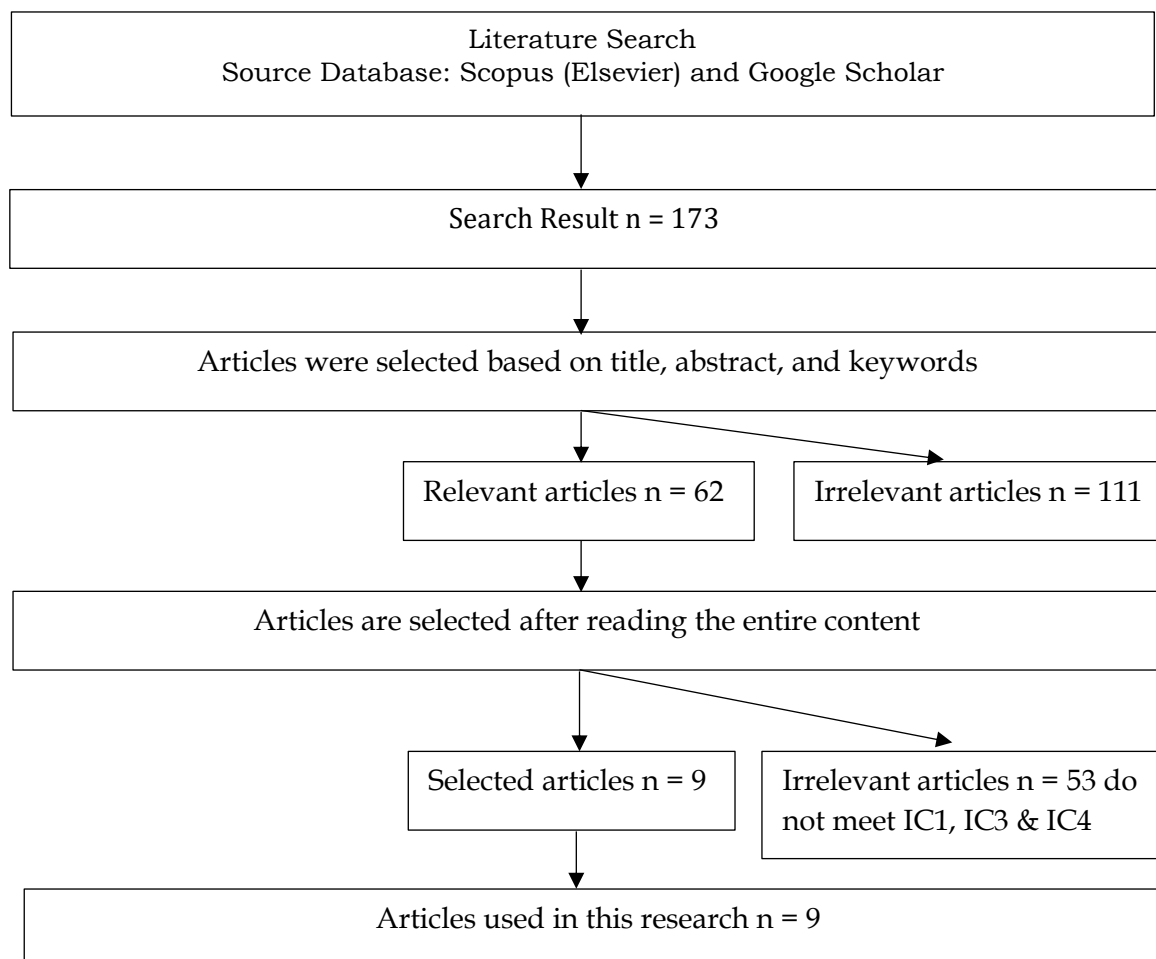 Literature Search
Source Database: Scopus (Elsevier) and Google Scholar
Search Result n = 173
Articles were selected based on title, abstract, and keywords
Relevant articles n = 62
Irrelevant articles n = 111
Articles are selected after reading the entire content
Selected articles n = 9
Irrelevant articles n = 53 do
not meet IC1, IC3 & IC4
Articles used in this research n = 9